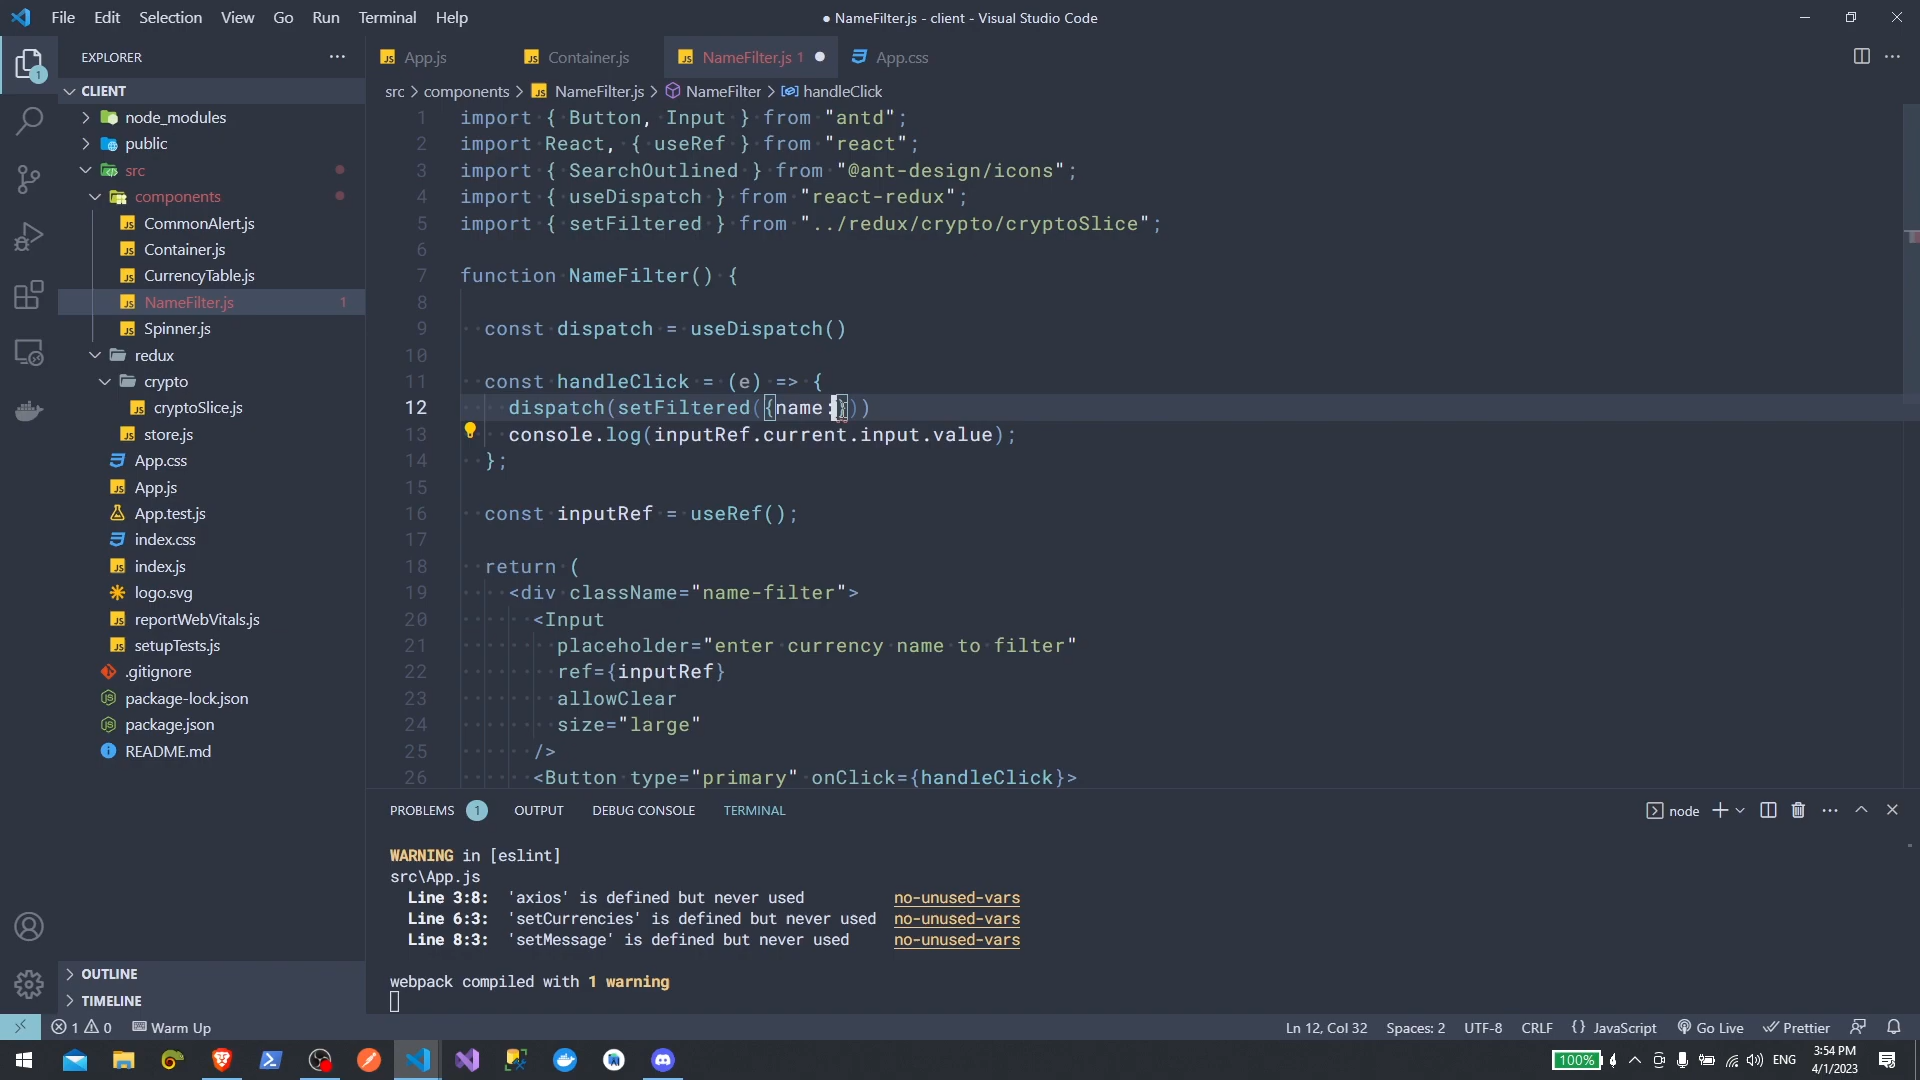 File Edit Selection View Go Run Terminal Help
● NameFilter.js - client - Visual Studio Code
EXPLORER
CLIENT
node_modules
public
src
components
CommonAlert.js
Container.js
CurrencyTable.js
NameFilter.js 1
Spinner.js
redux
crypto
cryptoSlice.js
store.js
App.css
App.js
App.test.js
index.css
index.js
logo.svg
reportWebVitals.js
setupTests.js
.gitignore
package-lock.json
package.json
README.md
OUTLINE
TIMELINE
App.js Container.js NameFilter.js 1 ● App.css
src > components > NameFilter.js > NameFilter > handleClick
1 import { Button, Input } from "antd";
2 import React, { useRef } from "react";
3 import { SearchOutlined } from "@ant-design/icons";
4 import { useDispatch } from "react-redux";
5 import { setFiltered } from "../redux/crypto/cryptoSlice";
6
7 function NameFilter() {
8
9 const dispatch = useDispatch()
10
11 const handleClick = (e) => {
12 dispatch(setFiltered({name:}))
13 console.log(inputRef.current.input.value);
14 };
15
16 const inputRef = useRef();
17
18 return (
19 <div className="name-filter">
20 <Input
21 placeholder="enter currency name to filter"
22 ref={inputRef}
23 allowClear
24 size="large"
25 />
26 <Button type="primary" onClick={handleClick}>
PROBLEMS 1 OUTPUT DEBUG CONSOLE TERMINAL
node
WARNING in [eslint]
src\App.js
Line 3:8: 'axios' is defined but never used no-unused-vars
Line 6:3: 'setCurrencies' is defined but never used no-unused-vars
Line 8:3: 'setMessage' is defined but never used no-unused-vars
webpack compiled with 1 warning
1 0 Warm Up
Ln 12, Col 32 Spaces: 2 UTF-8 CRLF {} JavaScript Go Live Prettier
100% ENG 3:54 PM
4/1/2023